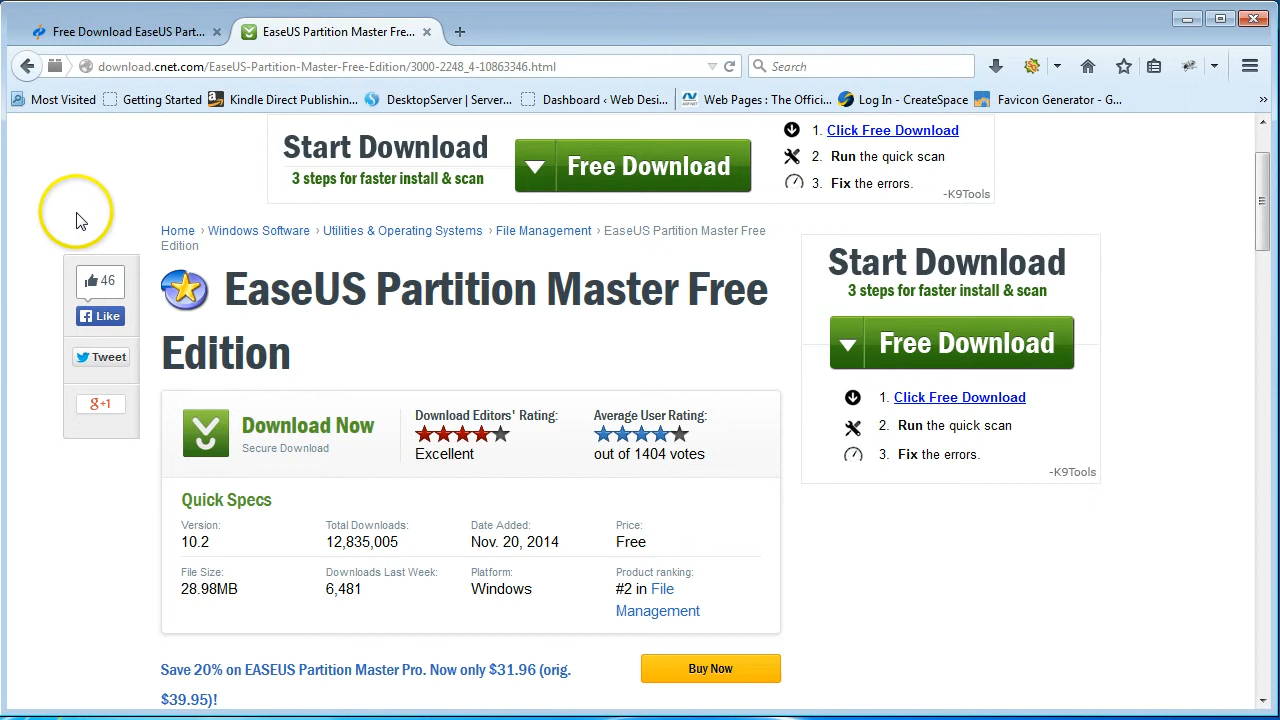 Free Download EaseUS Part...
EaseUS Partition Master Fre...
download.cnet.com/EaseUS-Partition-Master-Free-Edition/3000-2248_4-10863346.html
Search
Most Visited
Getting Started
Kindle Direct Publishin...
DesktopServer | Server...
Dashboard ‹ Web Desi...
Web Pages : The Offici...
Log In - CreateSpace
Favicon Generator - G...
»
Start Download
3 steps for faster install & scan
Free Download
1. Click Free Download
2. Run the quick scan
3. Fix the errors.
-K9Tools
Home › Windows Software › Utilities & Operating Systems › File Management › EaseUS Partition Master Free
Edition
EaseUS Partition Master Free
Edition
46
Like
Tweet
g+1
Start Download
3 steps for faster install & scan
Free Download
1. Click Free Download
2. Run the quick scan
3. Fix the errors.
-K9Tools
Download Now
Secure Download
Download Editors' Rating:
Excellent
Average User Rating:
out of 1404 votes
Quick Specs
Version:
10.2
Total Downloads:
12,835,005
Date Added:
Nov. 20, 2014
Price:
Free
File Size:
28.98MB
Downloads Last Week:
6,481
Platform:
Windows
Product ranking:
#2 in File
Management
Save 20% on EASEUS Partition Master Pro. Now only $31.96 (orig.
$39.95)!
Buy Now